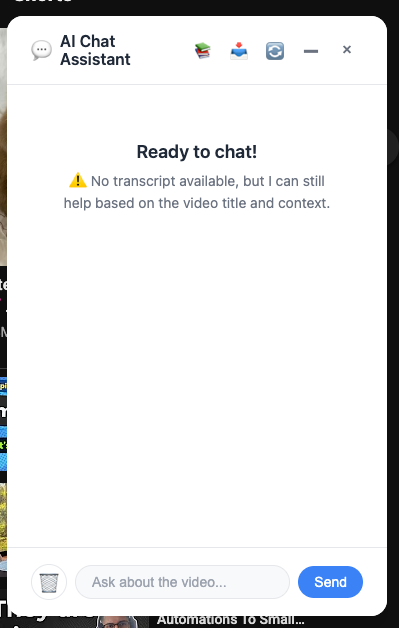 AI Chat
Assistant
Ready to chat!
⚠️ No transcript available, but I can still
help based on the video title and context.
Ask about the video...
Send
Automations To Small...